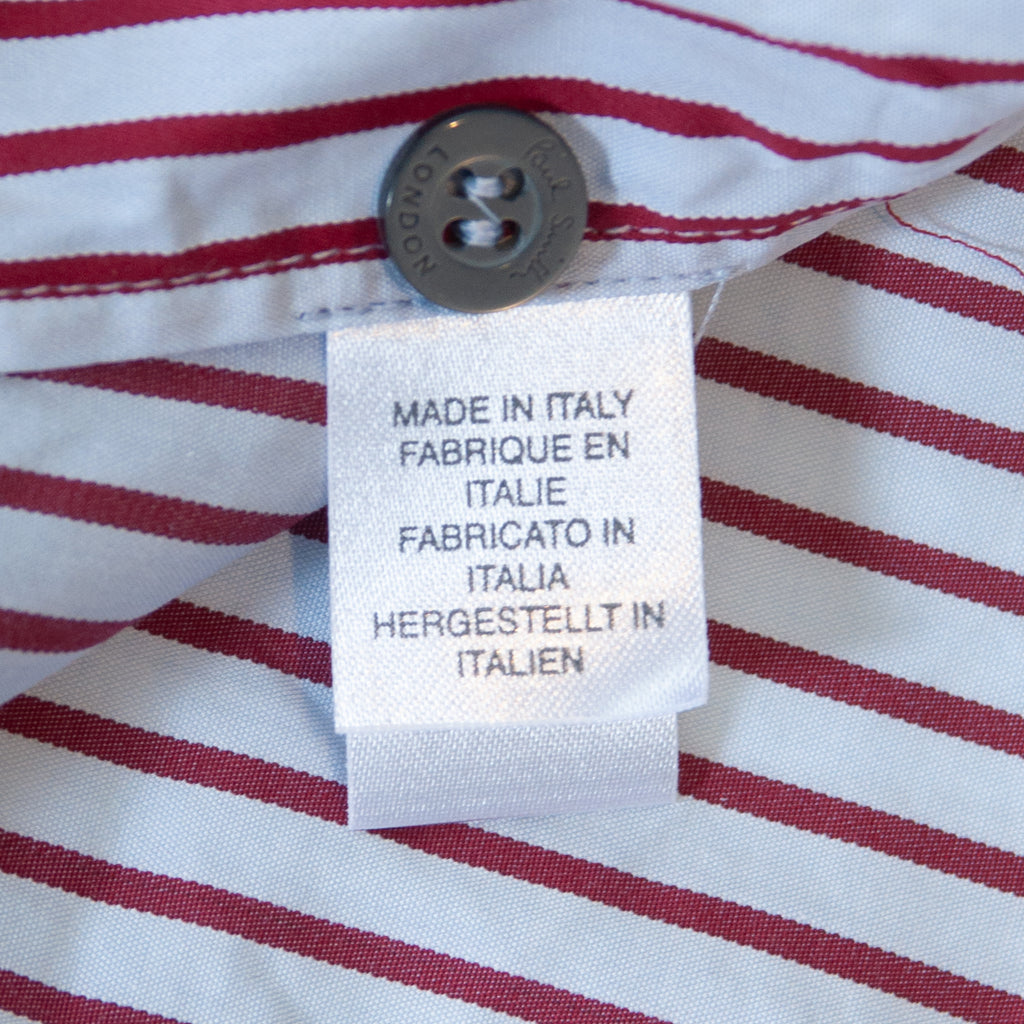 Paul Smith
LONDON
MADE IN ITALY
FABRIQUE EN
ITALIE
FABRICATO IN
ITALIA
HERGESTELLT IN
ITALIEN